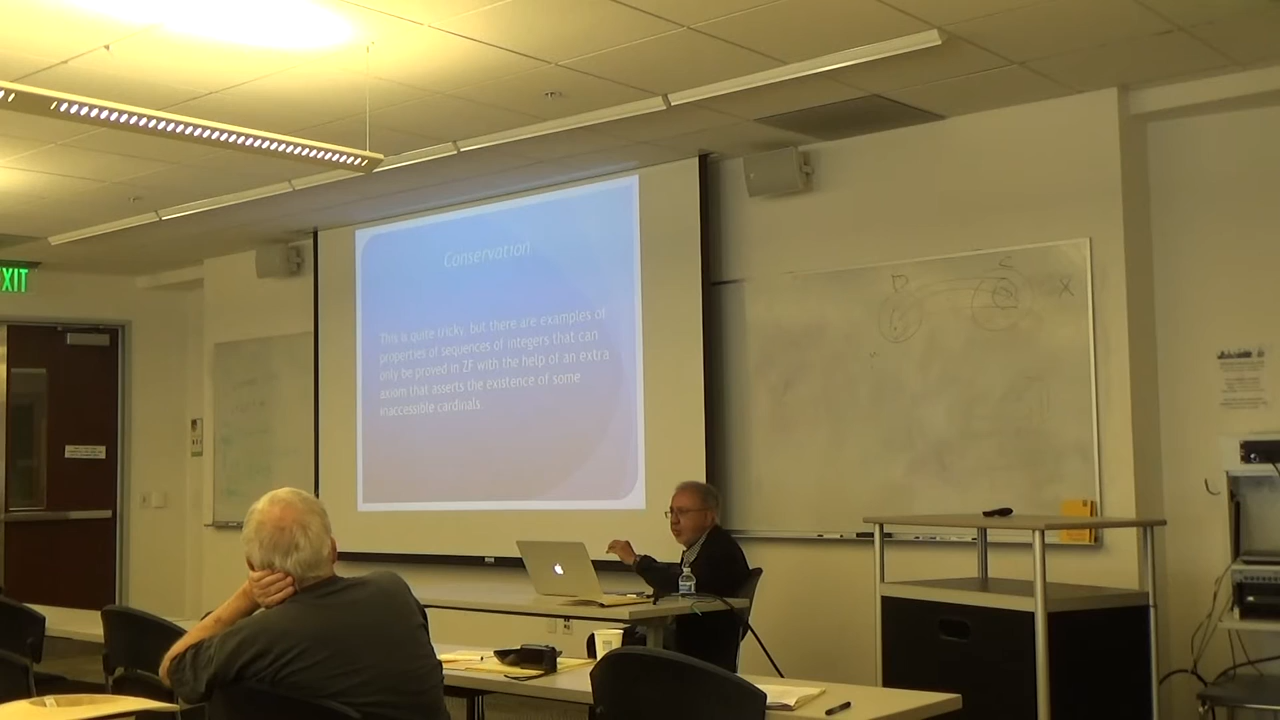 EXIT
Conservation
This is quite tricky, but there are examples of
properties of sequences of integers that can
only be proved in ZF with the help of an extra
axiom that asserts the existence of some
inaccessible cardinals
D
C
X